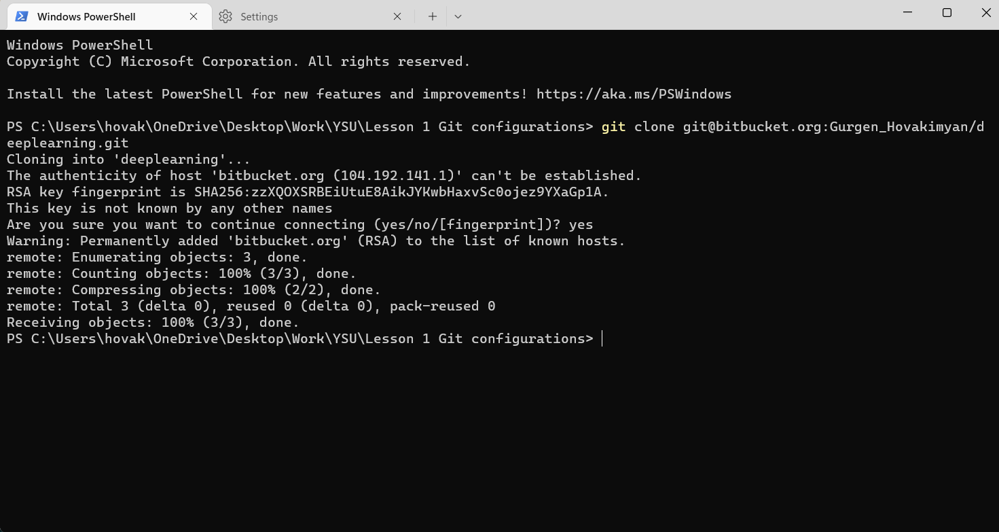 Windows PowerShell
Settings
Windows PowerShell
Copyright (C) Microsoft Corporation. All rights reserved.
Install the latest PowerShell for new features and improvements! https://aka.ms/PSWindows
PS C:\Users\hovak\OneDrive\Desktop\Work\YSU\Lesson 1 Git configurations> git clone git@bitbucket.org:Gurgen_Hovakimyan/d
eeplearning.git
Cloning into 'deeplearning'...
The authenticity of host 'bitbucket.org (104.192.141.1)' can't be established.
RSA key fingerprint is SHA256:zzXQOXSRBEiUtuE8AikJYKwbHaxvSc0ojez9YXaGp1A.
This key is not known by any other names
Are you sure you want to continue connecting (yes/no/[fingerprint])? yes
Warning: Permanently added 'bitbucket.org' (RSA) to the list of known hosts.
remote: Enumerating objects: 3, done.
remote: Counting objects: 100% (3/3), done.
remote: Compressing objects: 100% (2/2), done.
remote: Total 3 (delta 0), reused 0 (delta 0), pack-reused 0
Receiving objects: 100% (3/3), done.
PS C:\Users\hovak\OneDrive\Desktop\Work\YSU\Lesson 1 Git configurations>